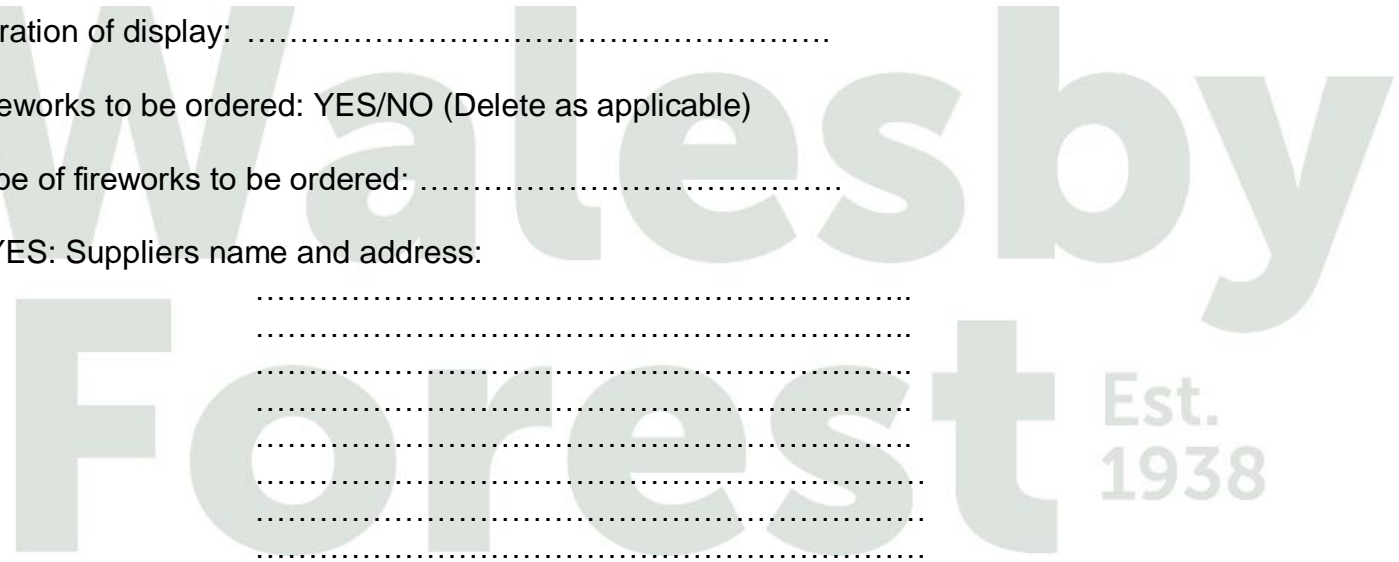 ration of display: ……………………………………………….
eworks to be ordered: YES/NO (Delete as applicable)
pe of fireworks to be ordered: ………………………………….
YES: Suppliers name and address:
……………………………………………………..
……………………………………………………..
……………………………………………………..
……………………………………………………..
……………………………………………………..
………………………………………………………
………………………………………………………
………………………………………………………
Walesby
Forest
Est.
1938